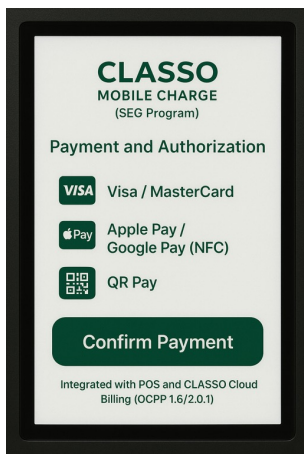 CLASSO
MOBILE CHARGE
(SEG Program)
Payment and Authorization
VISA Visa / MasterCard
Pay Apple Pay /
Google Pay (NFC)
QR Pay
Confirm Payment
Integrated with POS and CLASSO Cloud
Billing (OCPP 1.6/2.0.1)